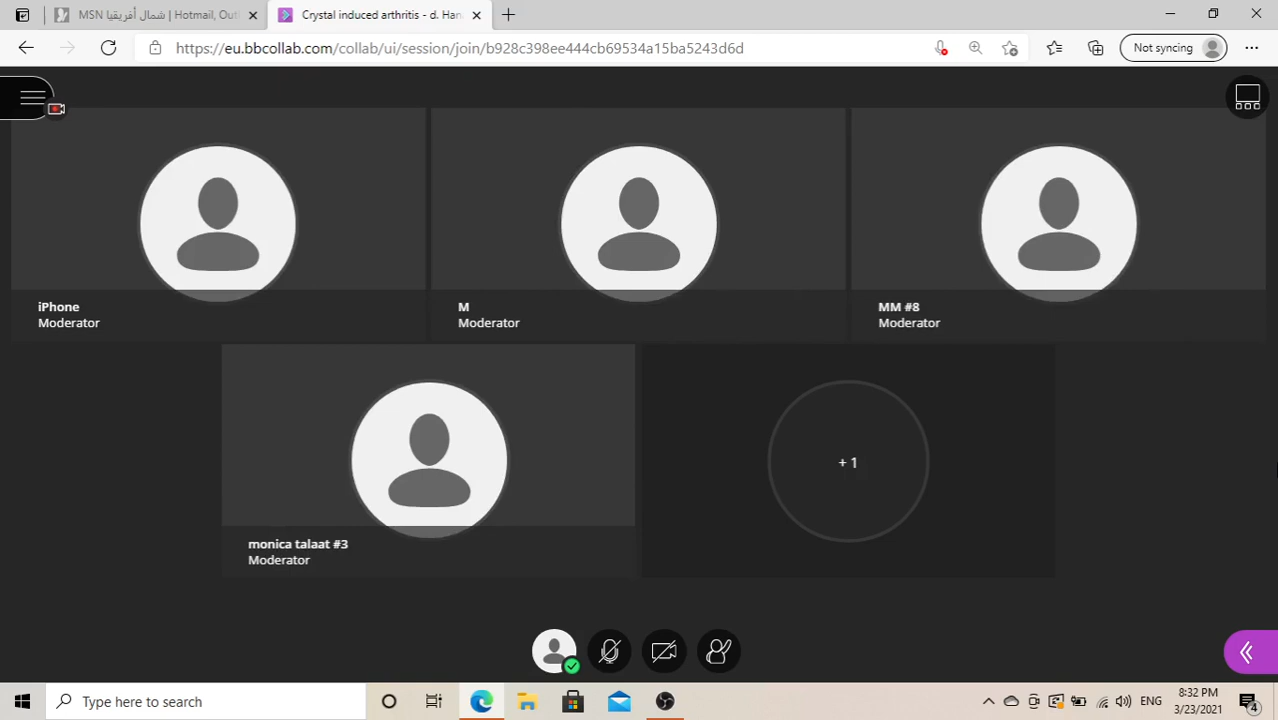 MSN شمال أفريقيا | Hotmail, Outl
Crystal induced arthritis - d. Han
https://eu.bbcollab.com/collab/ui/session/join/b928c398ee444cb69534a15ba5243d6d
Not syncing
iPhone
Moderator
M
Moderator
MM #8
Moderator
monica talaat #3
Moderator
+ 1
Type here to search
ENG
8:32 PM
3/23/2021
4